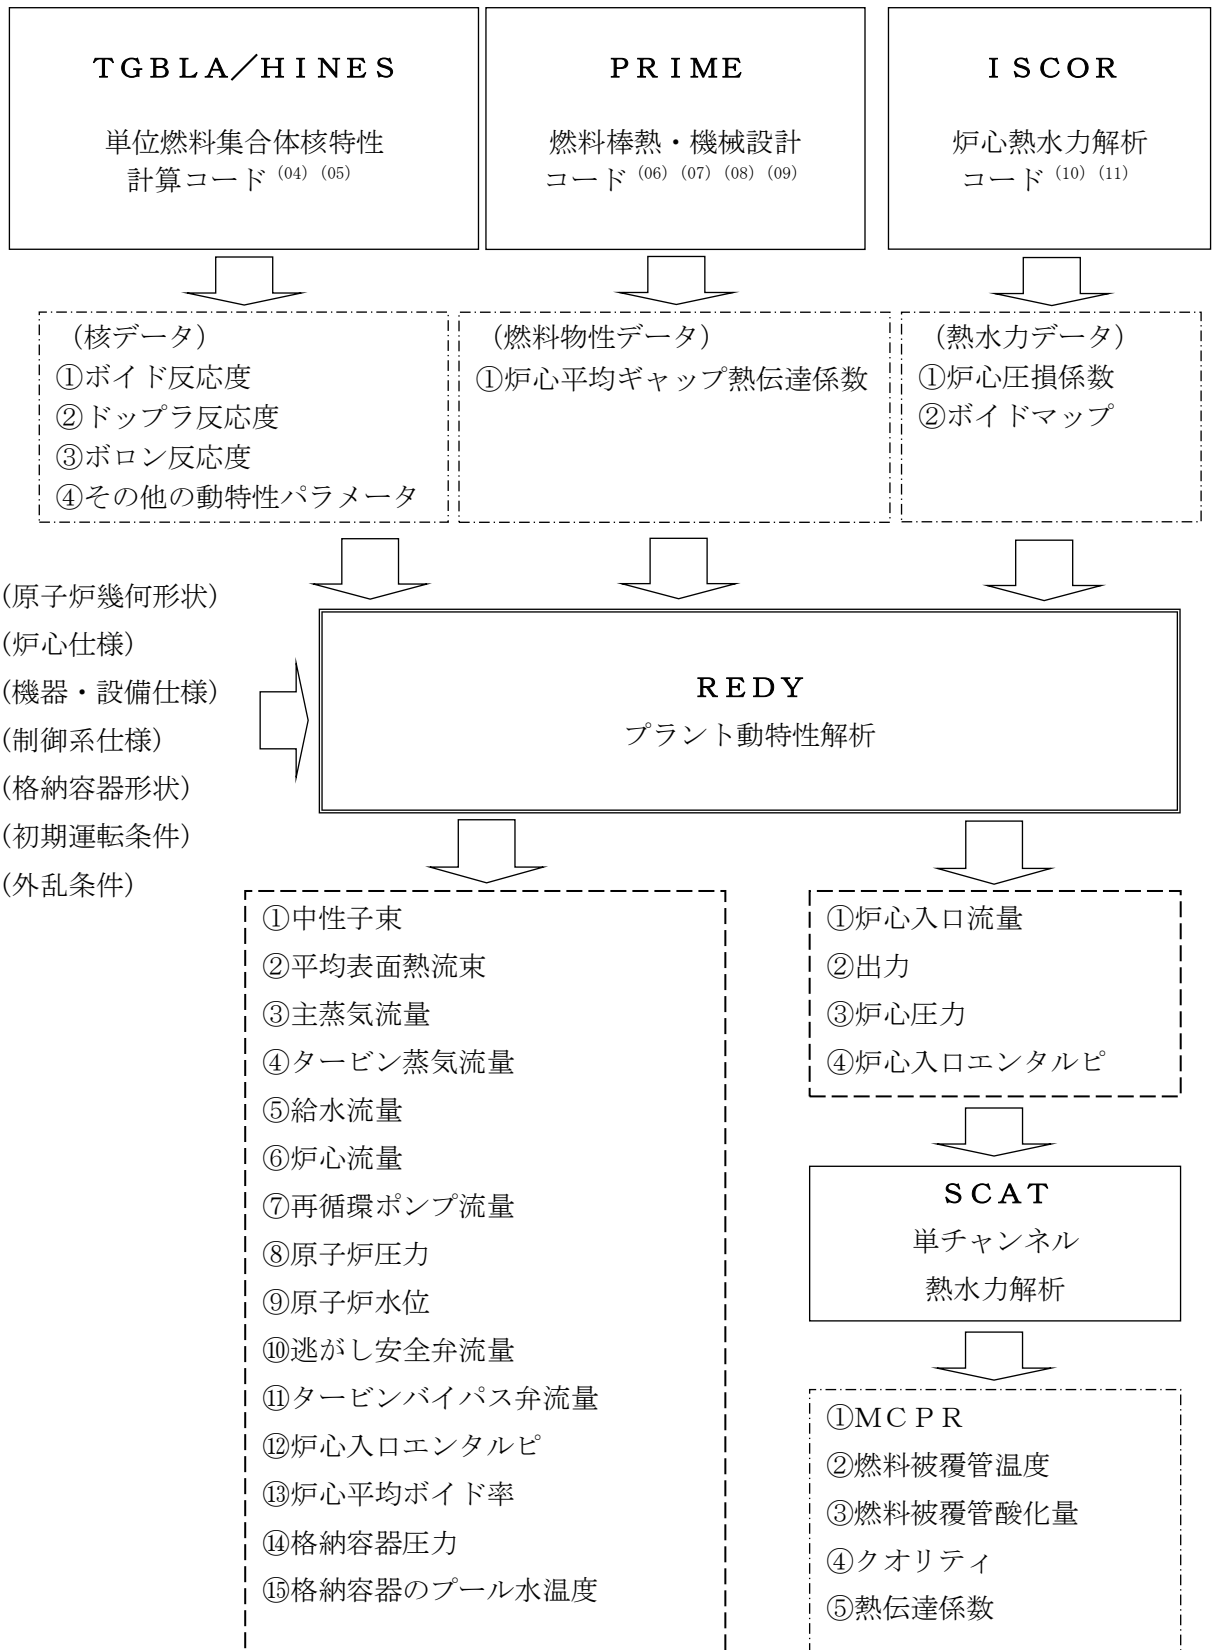 TGBLA/HINES
単位燃料集合体核特性
計算コード(04)(05)
PRIME
燃料棒熱・機械設計
コード(06)(07)(08)(09)
ISCOR
炉心熱水力解析
コード(10)(11)
(核データ)
①ボイド反応度
②ドップラ反応度
③ボロン反応度
④その他の動特性パラメータ
(燃料物性データ)
①炉心平均ギャップ熱伝達係数
(熱水力データ)
①炉心圧損係数
②ボイドマップ
(原子炉幾何形状)
(炉心仕様)
(機器・設備仕様)
(制御系仕様)
(格納容器形状)
(初期運転条件)
(外乱条件)
REDY
プラント動特性解析
①中性子束
②平均表面熱流束
③主蒸気流量
④タービン蒸気流量
⑤給水流量
⑥炉心流量
⑦再循環ポンプ流量
⑧原子炉圧力
⑨原子炉水位
⑩逃がし安全弁流量
⑪タービンバイパス弁流量
⑫炉心入口エンタルピ
⑬炉心平均ボイド率
⑭格納容器圧力
⑮格納容器のプール水温度
①炉心入口流量
②出力
③炉心圧力
④炉心入口エンタルピ
SCAT
単チャンネル
熱水力解析
①MCPR
②燃料被覆管温度
③燃料被覆管酸化量
④クオリティ
⑤熱伝達係数